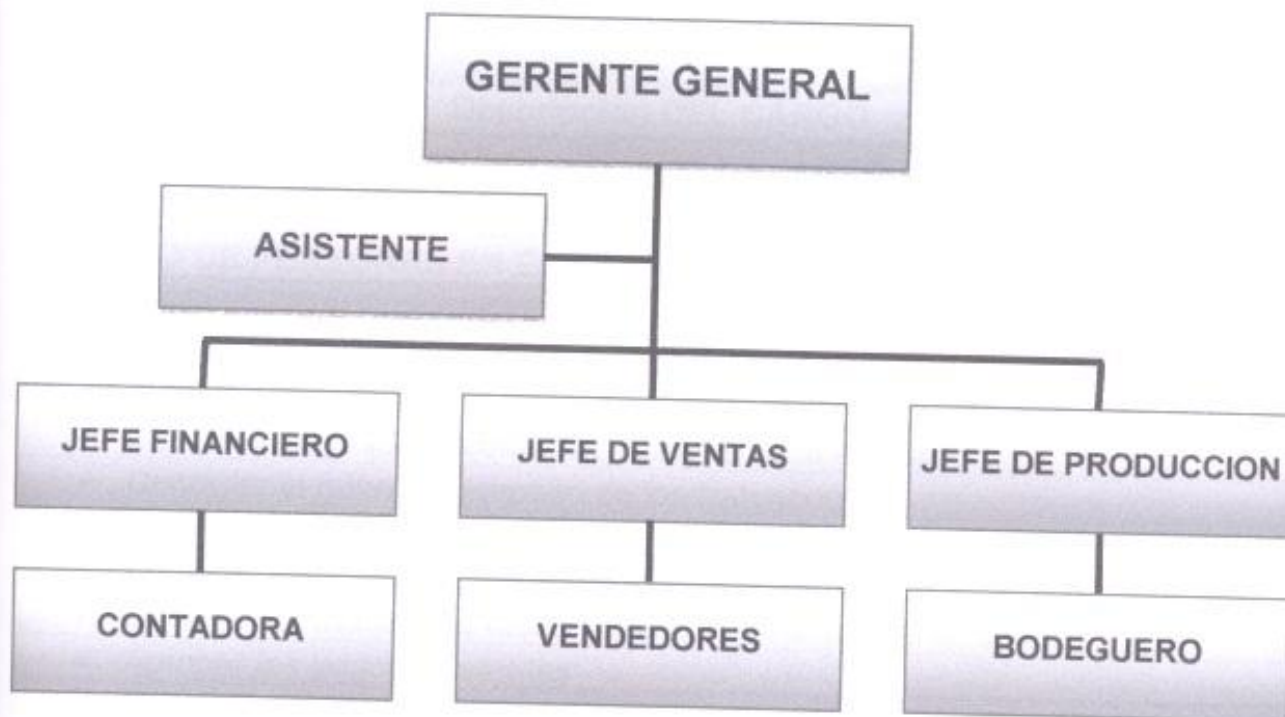 GERENTE GENERAL
ASISTENTE
JEFE FINANCIERO
JEFE DE VENTAS
JEFE DE PRODUCCION
CONTADORA
VENDEDORES
BODEGUERO